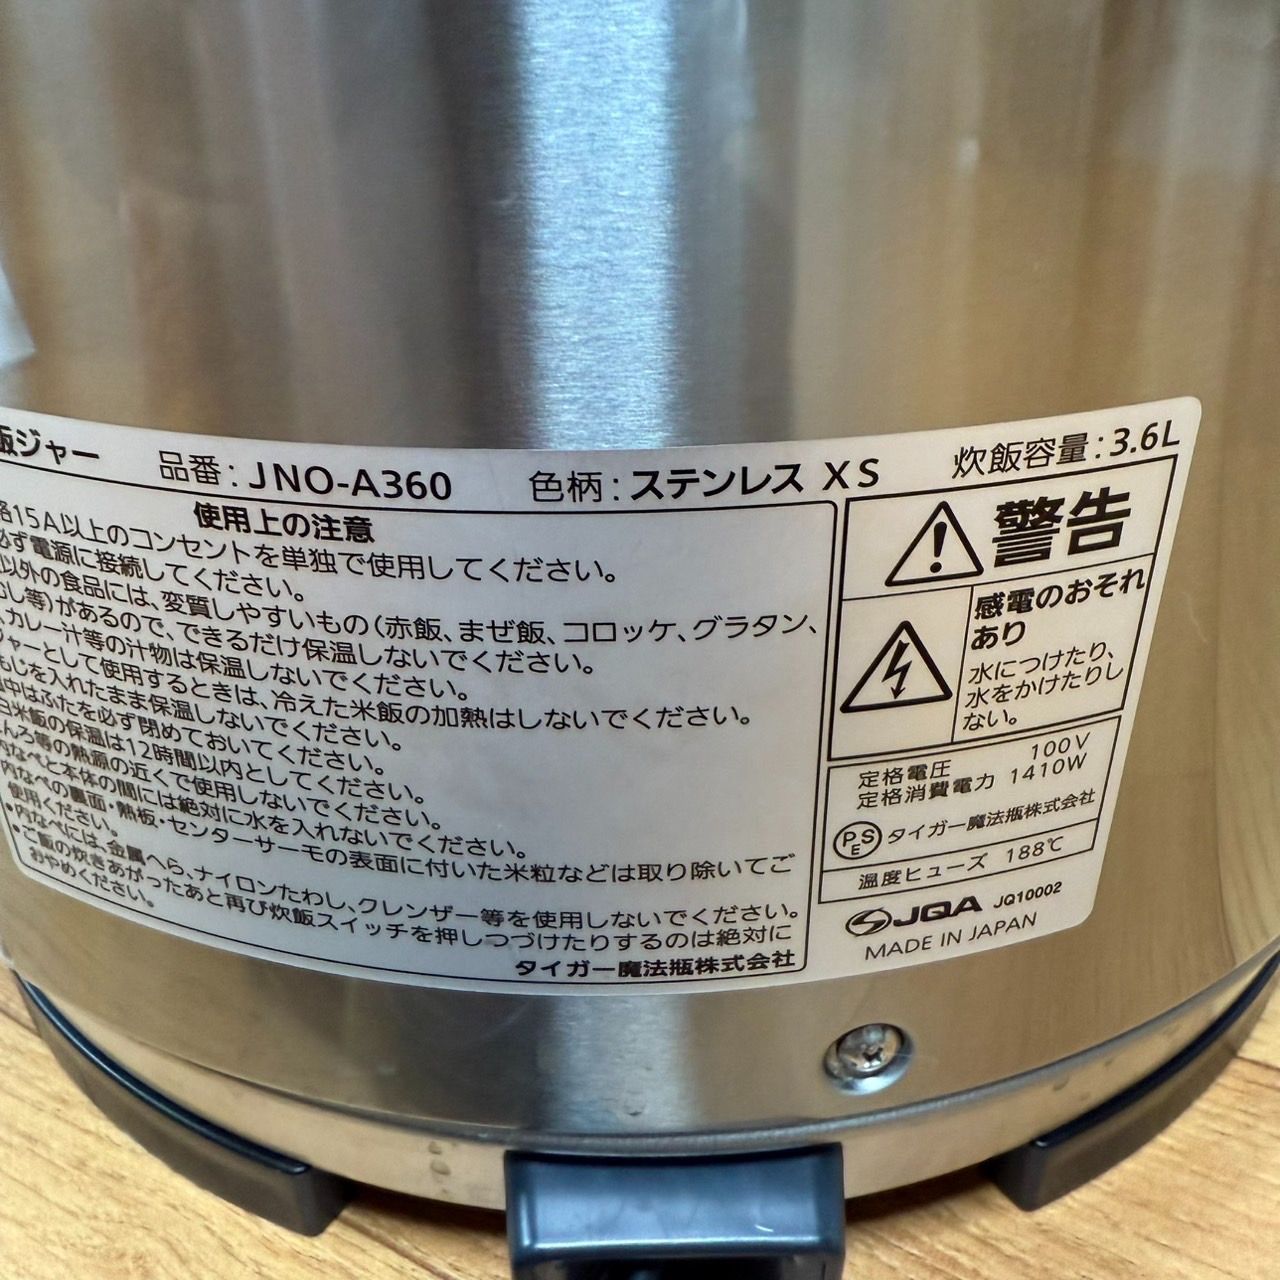 飯ジャー 品番：JNO-A360 色柄：ステンレス XS 炊飯容量：3.6L
使用上の注意
格15A以上のコンセントを単独で使用してください。
必ず電源に接続してください。
以外の食品には、変質しやすいもの（赤飯、まぜ飯、コロッケ、グラタン、
むし等）があるので、できるだけ保温しないでください。
、カレー汁等の汁物は保温しないでください。
ジャーとして使用するときは、冷えた米飯の加熱はしないでください。
もじを入れたまま保温しないでください。
中はふたを必ず閉めておいてください。
白米飯の保温は12時間以内としてください。
んろ等の熱源の近くで使用しないでください。
内なべと本体の間には絶対に水を入れないでください。
内なべの裏面・熱板・センターサーモの表面に付いた米粒などは取り除いてご
使用ください。
•内なべには、金属へら、ナイロンたわし、クレンザー等を使用しないでください。
•ご飯の炊きあがったあと再び炊飯スイッチを押しつづけたりするのは絶対に
おやめください。
タイガー魔法瓶株式会社
警告
感電のおそれ
あり
水につけたり、
水をかけたりし
ない。
定格電圧 100V
定格消費電力 1410W
PSE タイガー魔法瓶株式会社
温度ヒューズ 188℃
JQA JQ10002
MADE IN JAPAN